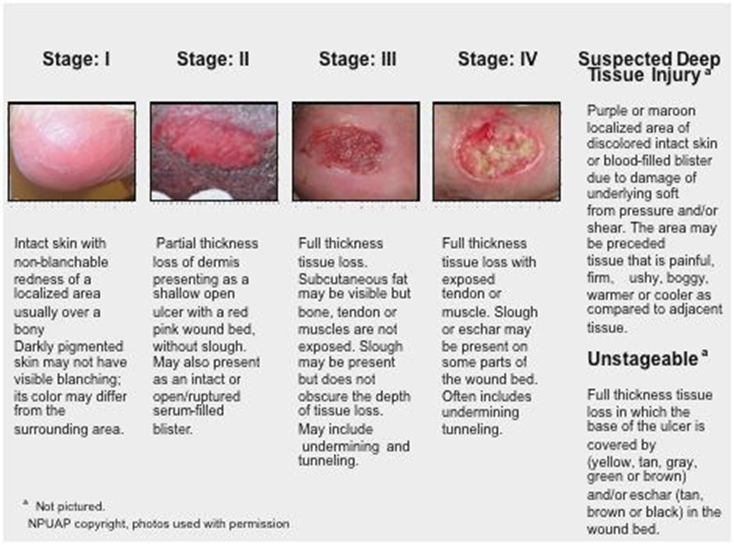 Stage: I
Intact skin with
non-blanchable
redness of a
localized area
usually over a
bony
Darkly pigmented
skin may not have
visible blanching;
its color may differ
from the
surrounding area.
Stage: II
Partial thickness
loss of dermis
presenting as a
shallow open
ulcer with a red
pink wound bed,
without slough.
May also present
as an intact or
open/ruptured
serum-filled
blister.
Stage: III
Full thickness
tissue loss.
Subcutaneous fat
may be visible but
bone, tendon or
muscles are not
exposed. Slough
may be present
but does not
obscure the depth
of tissue loss.
May include
undermining and
tunneling.
Stage: IV
Full thickness
tissue loss with
exposed
tendon or
muscle. Slough
or eschar may
be present on
some parts of
the wound bed.
Often includes
undermining
tunneling.
Suspected Deep
Tissue Injury a
Purple or maroon
localized area of
discolored intact skin
or blood-filled blister
due to damage of
underlying soft
from pressure and/or
shear. The area may
be preceded
tissue that is painful,
firm, ushy, boggy,
warmer or cooler as
compared to adjacent
tissue.
Unstageable a
Full thickness tissue
loss in which the
base of the ulcer is
covered by
(yellow, tan, gray,
green or brown)
and/or eschar (tan,
brown or black) in the
wound bed.
a Not pictured.
NPUAP copyright, photos used with permission